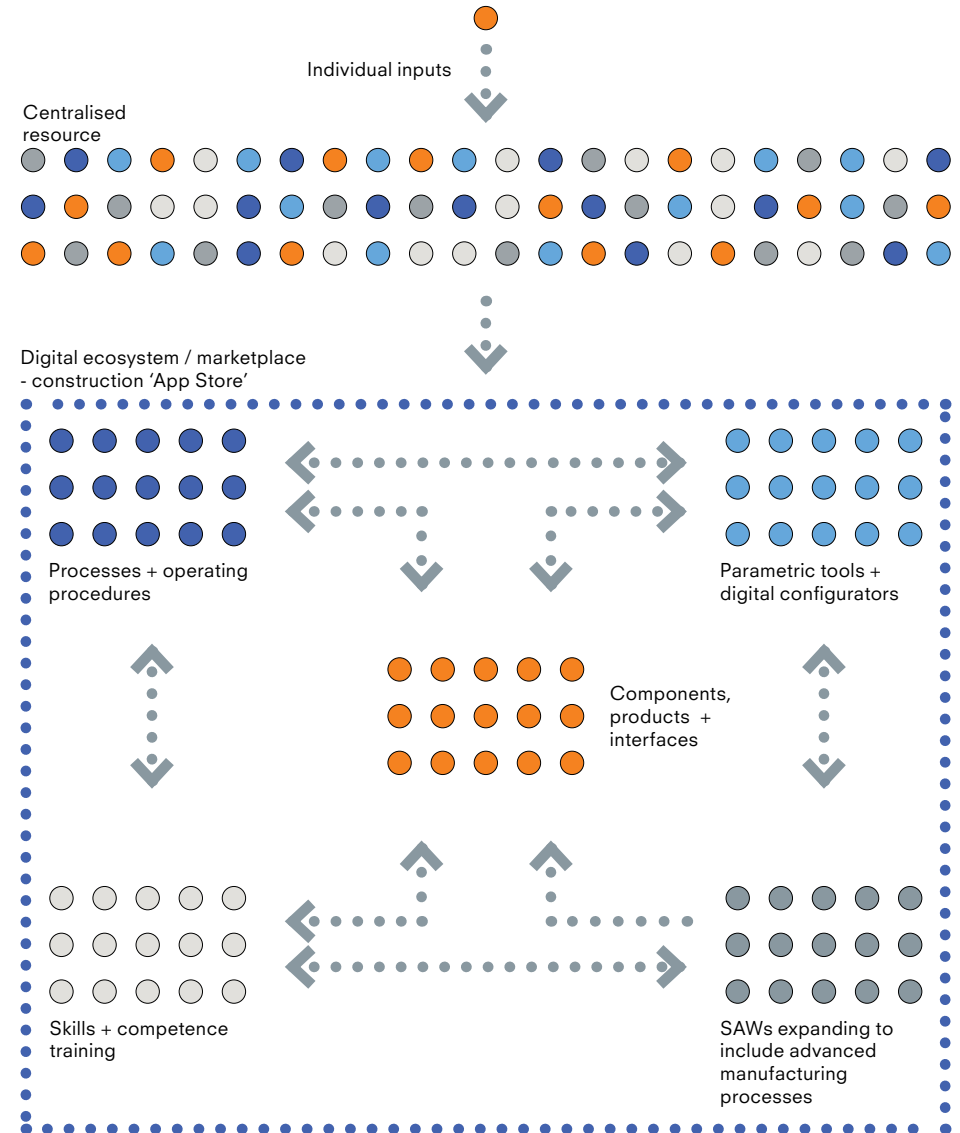 Individual inputs
Centralised
resource
Digital ecosystem / marketplace
- construction ‘App Store’
Processes + operating
procedures
Parametric tools +
digital configurators
Components,
products +
interfaces
Skills + competence
training
SAWs expanding to
include advanced
manufacturing
processes